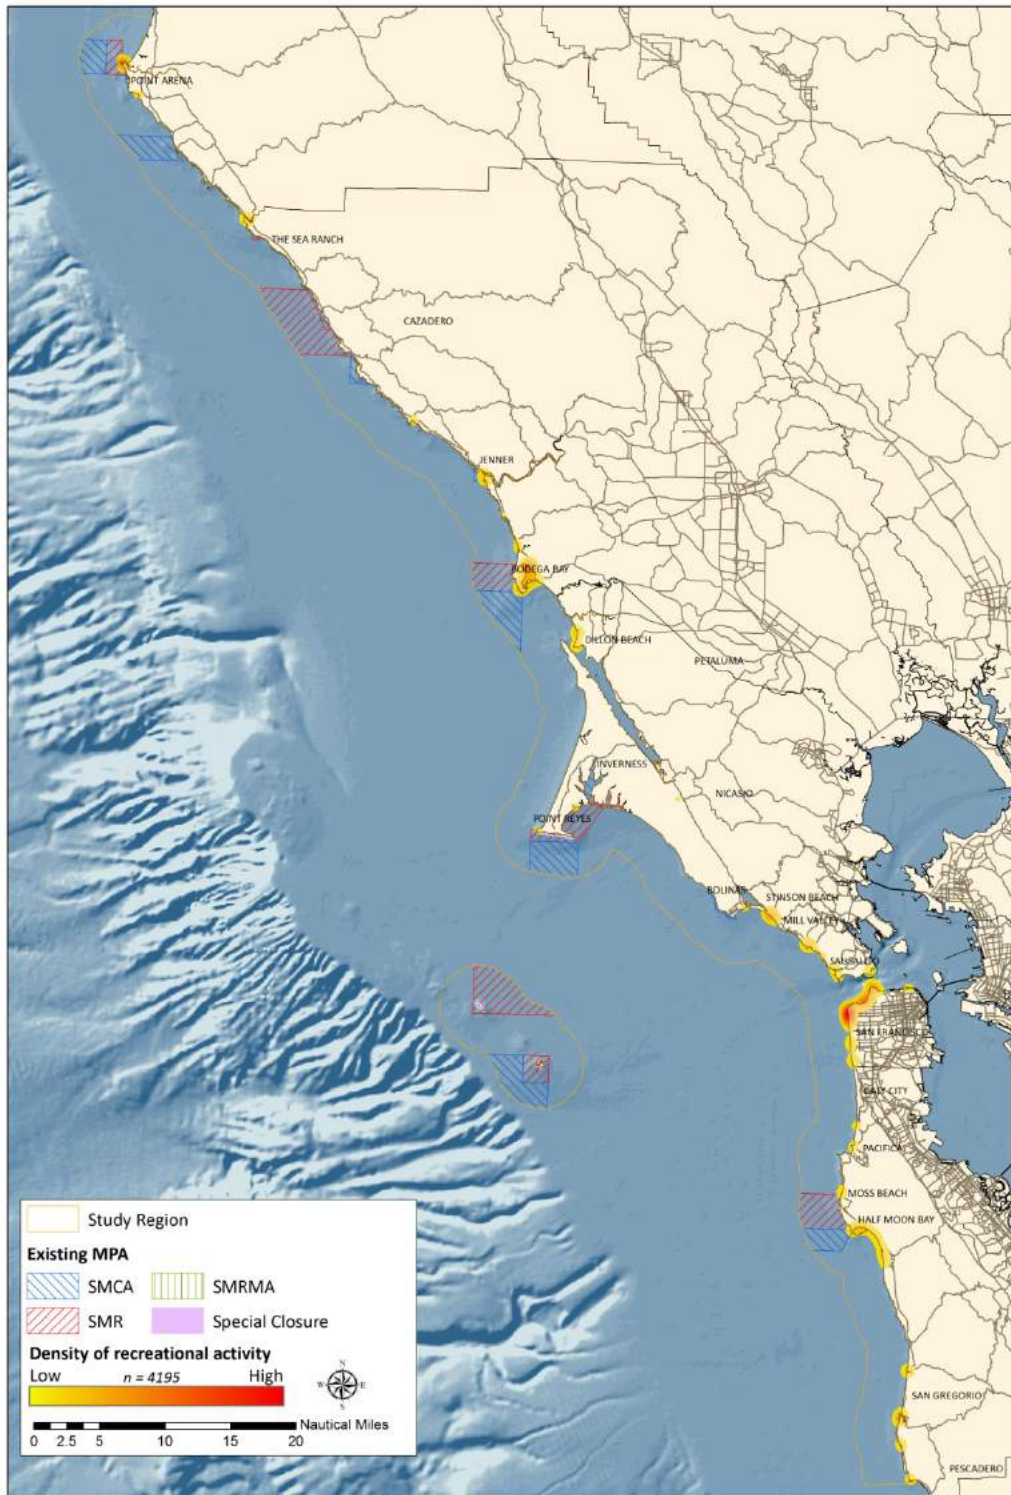 POINT ARENA
THE SEA RANCH
CAZADERO
JENNER
BODEGA BAY
DILLON BEACH
PETALUMA
INVERNESS
NICASIO
POINT REYES
BOLINAS
STINSON BEACH
MILL VALLEY
SAUSALITO
SAN FRANCISCO
DALY CITY
PACIFICA
MOSS BEACH
HALF MOON BAY
SAN GREGORIO
PESCADERO
Study Region
Existing MPA
SMCA
SMRMA
SMR
Special Closure
Density of recreational activity
Low n = 4195 High
N
W E
S
Nautical Miles
0 2.5 5 10 15 20